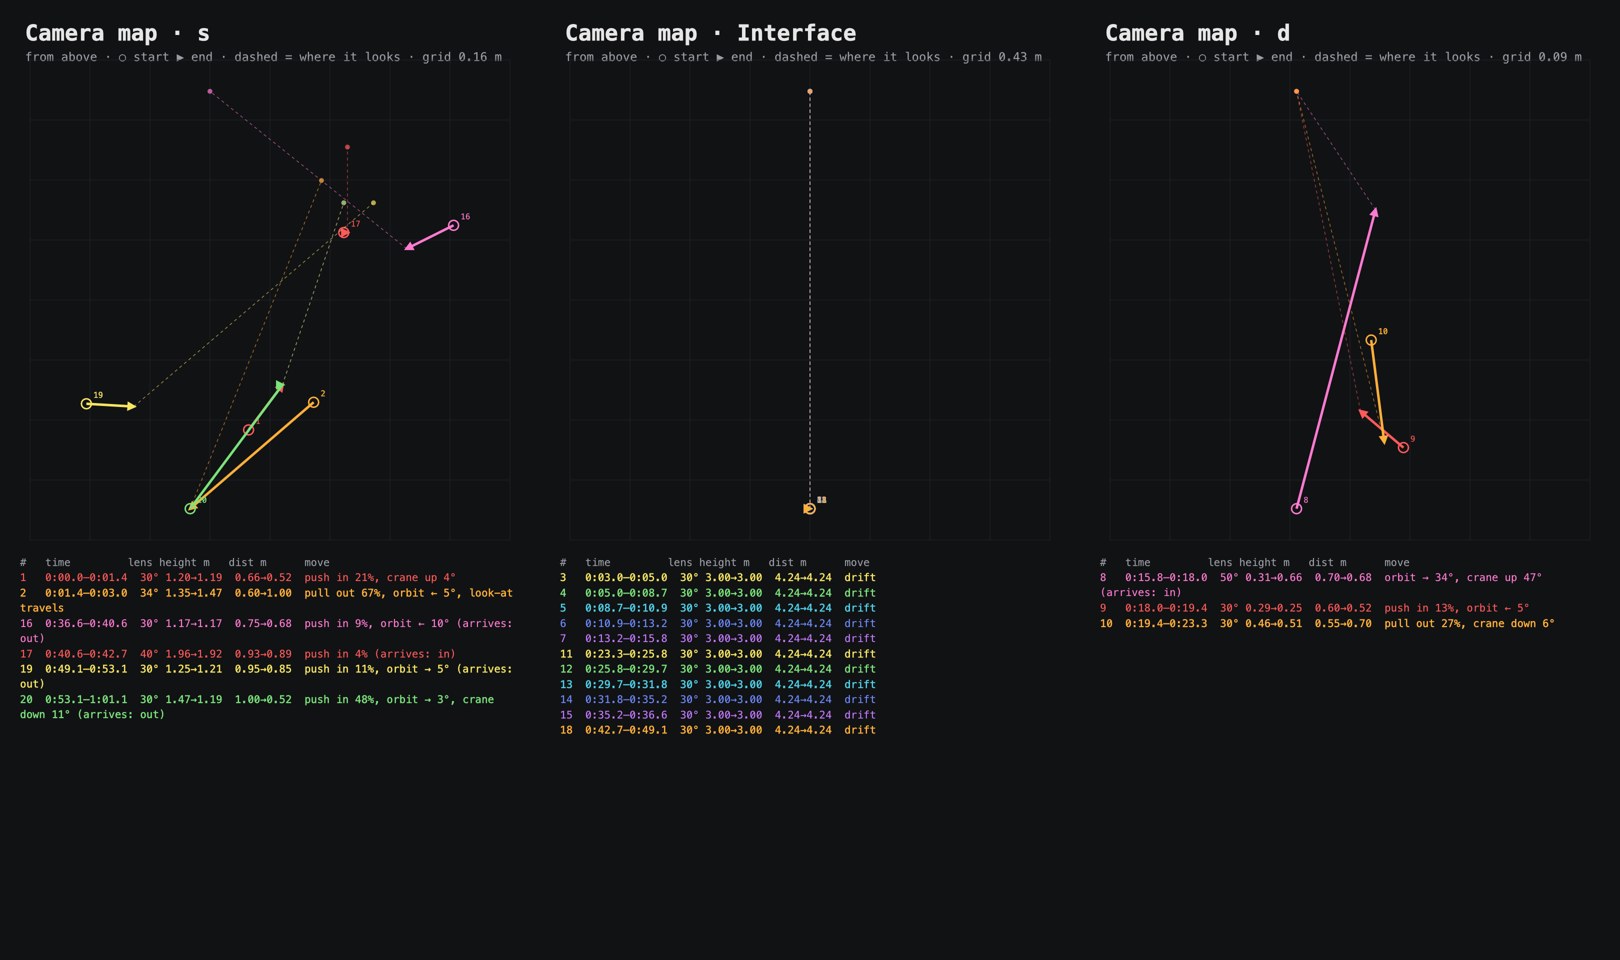 Camera map · s
from above · ○ start ▶ end · dashed = where it looks · grid 0.16 m
16
17
19
2
1
# time lens height m dist m move
1 0:00.0–0:01.4 30° 1.20→1.19 0.66→0.52 push in 21%, crane up 4°
2 0:01.4–0:03.0 34° 1.35→1.47 0.60→1.00 pull out 67%, orbit ← 5°, look-at
travels
16 0:36.6–0:40.6 30° 1.17→1.17 0.75→0.68 push in 9%, orbit ← 10° (arrives:
out)
17 0:40.6–0:42.7 40° 1.96→1.92 0.93→0.89 push in 4% (arrives: in)
19 0:49.1–0:53.1 30° 1.25→1.21 0.95→0.85 push in 11%, orbit → 5° (arrives:
out)
20 0:53.1–1:01.1 30° 1.47→1.19 1.00→0.52 push in 48%, orbit → 3°, crane
down 11° (arrives: out)
Camera map · Interface
from above · ○ start ▶ end · dashed = where it looks · grid 0.43 m
# time lens height m dist m move
3 0:03.0–0:05.0 30° 3.00→3.00 4.24→4.24 drift
4 0:05.0–0:08.7 30° 3.00→3.00 4.24→4.24 drift
5 0:08.7–0:10.9 30° 3.00→3.00 4.24→4.24 drift
6 0:10.9–0:13.2 30° 3.00→3.00 4.24→4.24 drift
7 0:13.2–0:15.8 30° 3.00→3.00 4.24→4.24 drift
11 0:23.3–0:25.8 30° 3.00→3.00 4.24→4.24 drift
12 0:25.8–0:29.7 30° 3.00→3.00 4.24→4.24 drift
13 0:29.7–0:31.8 30° 3.00→3.00 4.24→4.24 drift
14 0:31.8–0:35.2 30° 3.00→3.00 4.24→4.24 drift
15 0:35.2–0:36.6 30° 3.00→3.00 4.24→4.24 drift
18 0:42.7–0:49.1 30° 3.00→3.00 4.24→4.24 drift
Camera map · d
from above · ○ start ▶ end · dashed = where it looks · grid 0.09 m
10
9
8
# time lens height m dist m move
8 0:15.8–0:18.0 50° 0.31→0.66 0.70→0.68 orbit → 34°, crane up 47°
(arrives: in)
9 0:18.0–0:19.4 30° 0.29→0.25 0.60→0.52 push in 13%, orbit ← 5°
10 0:19.4–0:23.3 30° 0.46→0.51 0.55→0.70 pull out 27%, crane down 6°